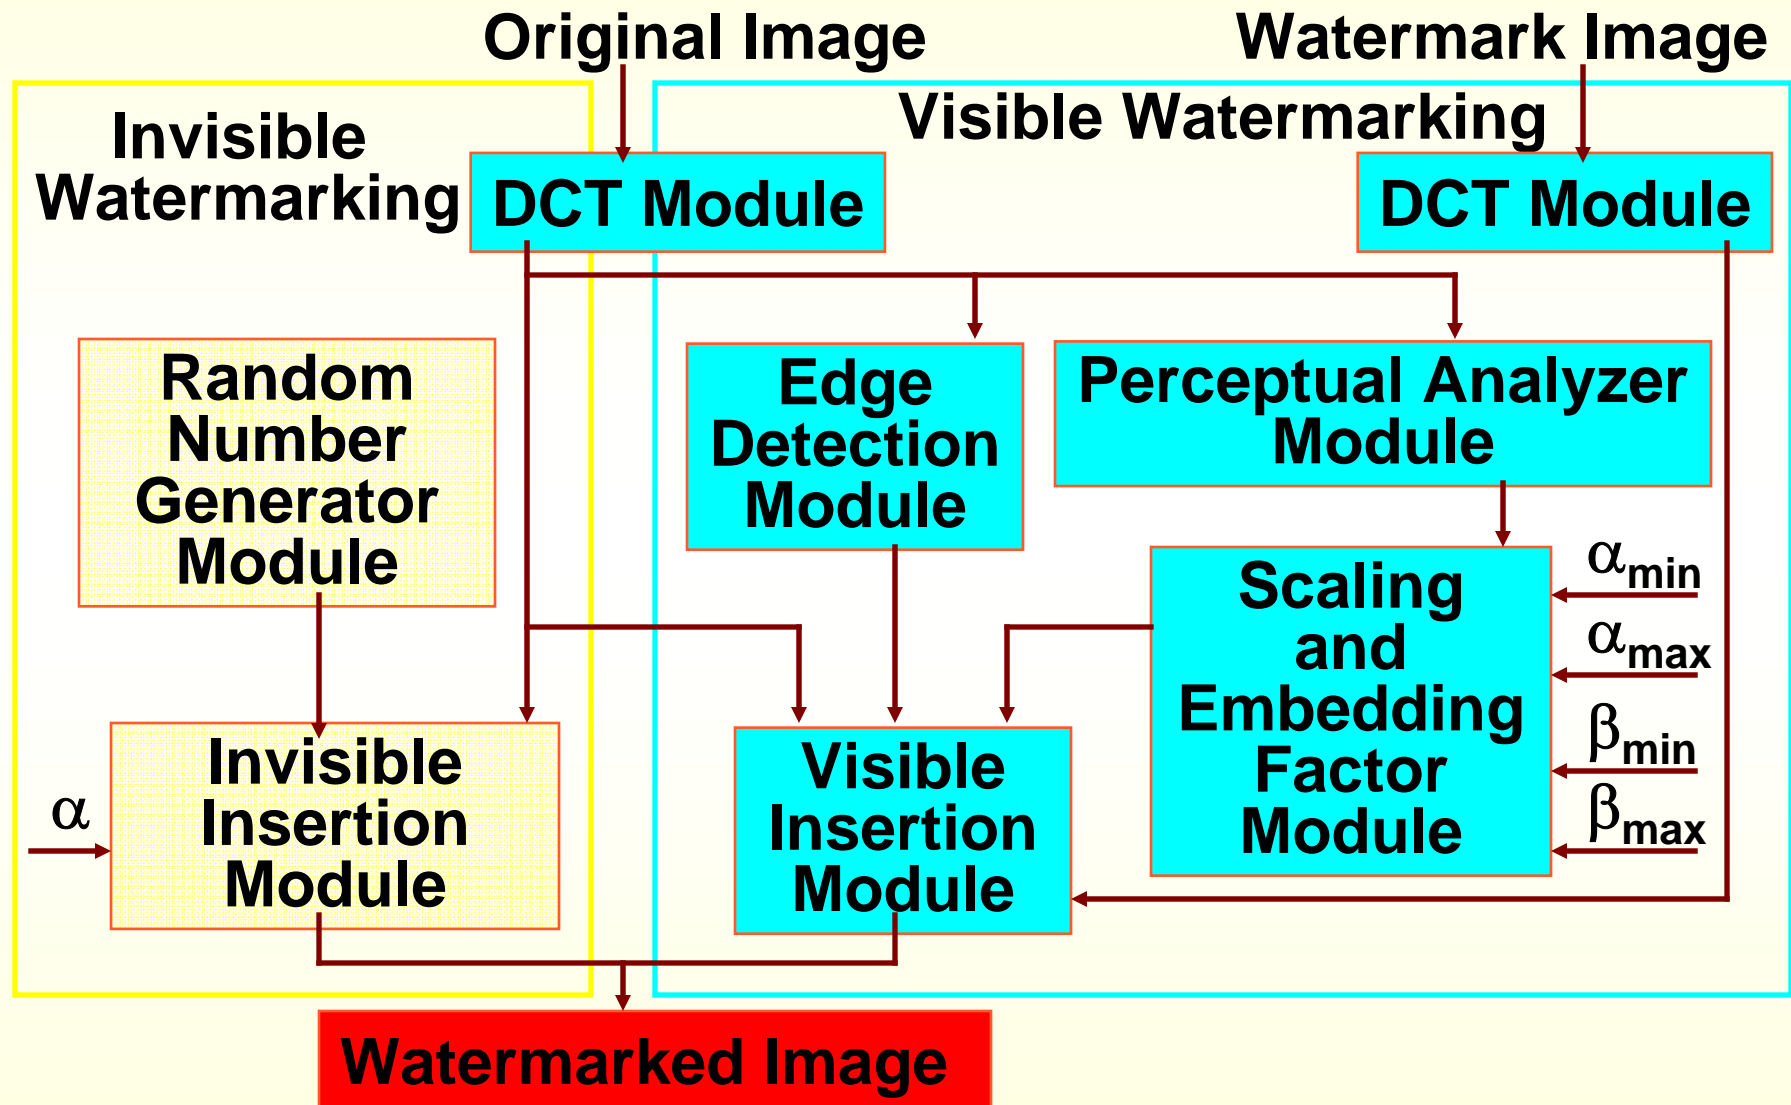 Original Image
Watermark Image
Invisible
Watermarking
Visible Watermarking
DCT Module
DCT Module
Random
Number
Generator
Module
Edge
Detection
Module
Perceptual Analyzer
Module
Scaling
and
Embedding
Factor
Module
αmin
αmax
βmin
βmax
α
Invisible
Insertion
Module
Visible
Insertion
Module
Watermarked Image